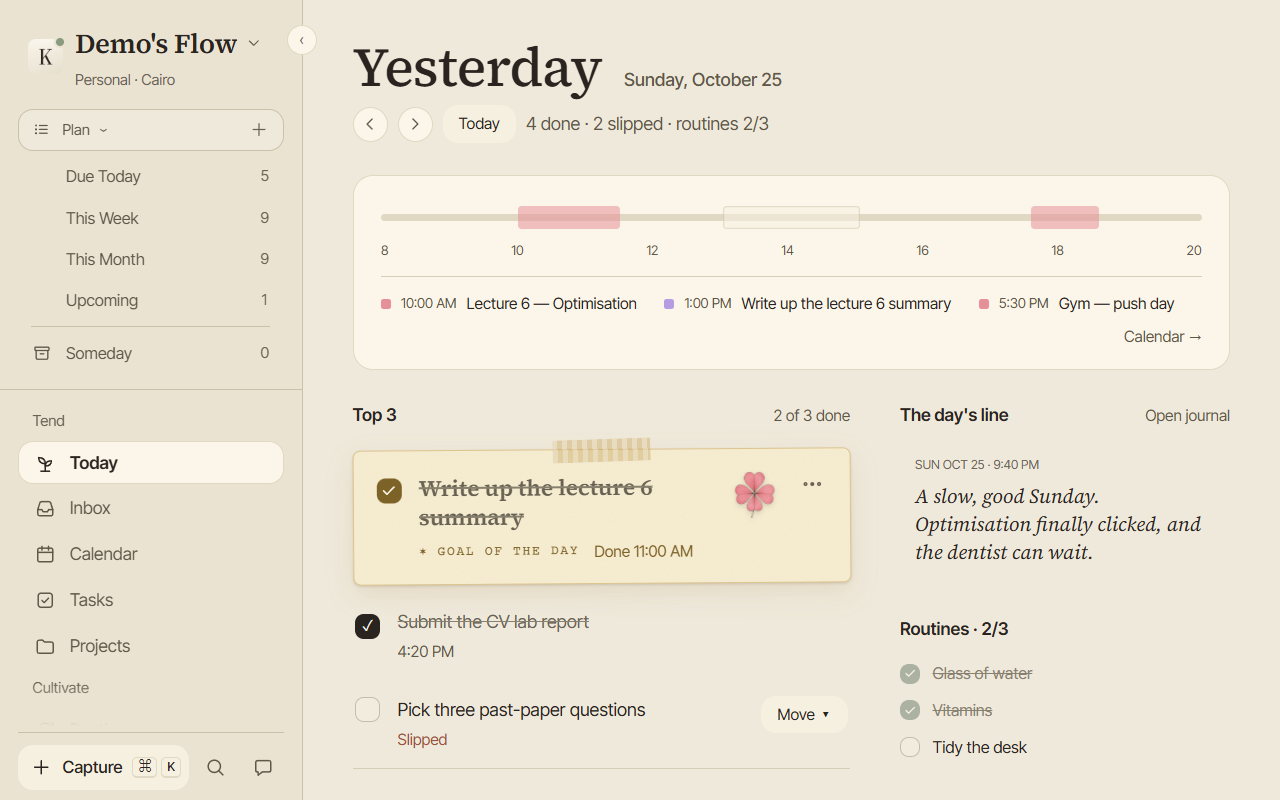 K
Demo's Flow
Personal · Cairo
Plan
Due Today 5
This Week 9
This Month 9
Upcoming 1
Someday 0
Tend
Today
Inbox
Calendar
Tasks
Projects
Cultivate
Capture ⌘ K
Yesterday Sunday, October 25
Today 4 done · 2 slipped · routines 2/3
8 10 12 14 16 18 20
10:00 AM Lecture 6 — Optimisation 1:00 PM Write up the lecture 6 summary 5:30 PM Gym — push day
Calendar →
Top 3 2 of 3 done
Write up the lecture 6
summary
✶ GOAL OF THE DAY Done 11:00 AM
Submit the CV lab report
4:20 PM
Pick three past-paper questions
Slipped
Move ▾
The day's line Open journal
SUN OCT 25 · 9:40 PM
A slow, good Sunday.
Optimisation finally clicked, and
the dentist can wait.
Routines · 2/3
Glass of water
Vitamins
Tidy the desk